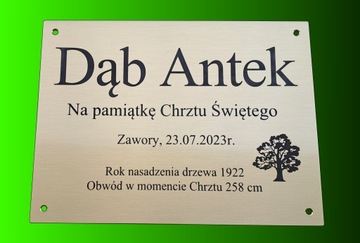 Dąb Antek
Na pamiątkę Chrztu Świętego
Zawory, 23.07.2023r.
Rok nasadzenia drzewa 1922
Obwód w momencie Chrztu 258 cm